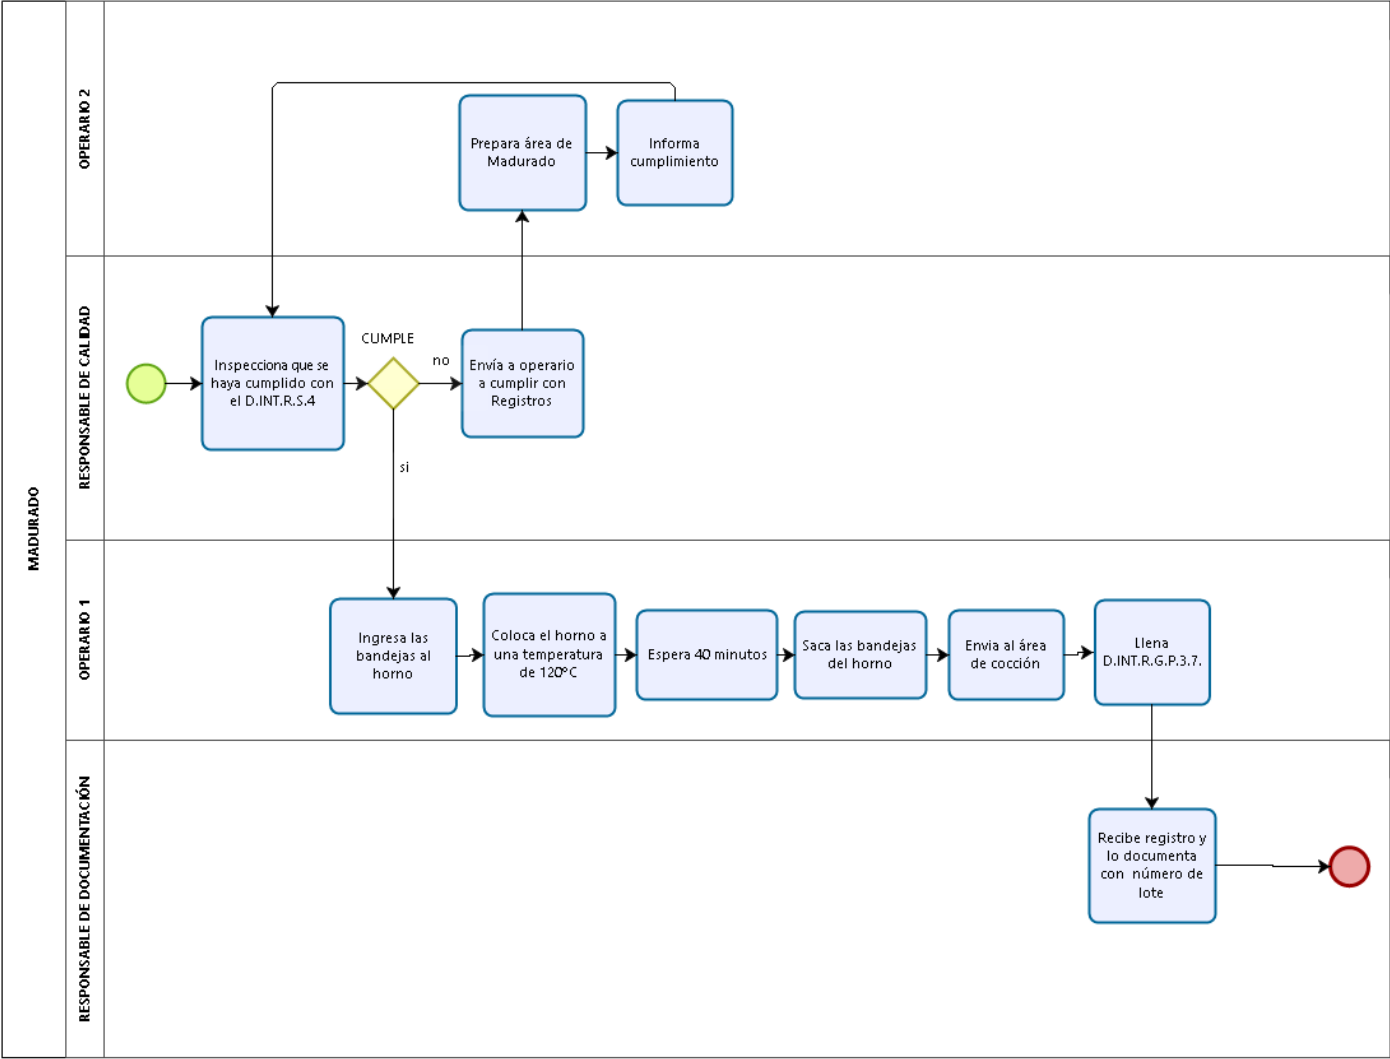 MADURADO
OPERARIO 2
Prepara área de
Madurado
Informa
cumplimiento
RESPONSABLE DE CALIDAD
Inspecciona que se
haya cumplido con
el D.INT.R.S.4
CUMPLE
no
si
Envía a operario
a cumplir con
Registros
OPERARIO 1
Ingresa las
bandejas al
horno
Coloca el horno a
una temperatura
de 120ºC
Espera 40 minutos
Saca las bandejas
del horno
Envia al área
de cocción
Llena
D.INT.R.G.P.3.7.
RESPONSABLE DE DOCUMENTACIÓN
Recibe registro y
lo documenta
con número de
lote